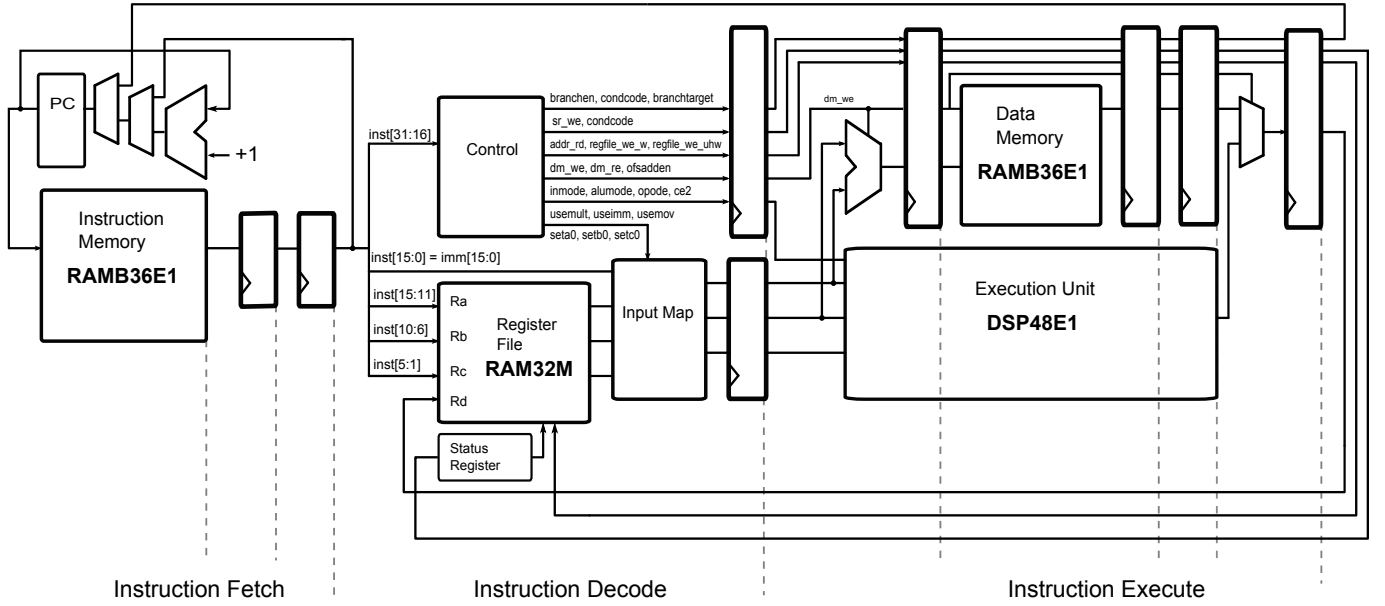 PC
+1
Instruction
Memory
RAMB36E1
inst[31:16]
Control
branchen, condcode, branchtarget
sr_we, condcode
addr_rd, regfile_we_w, regfile_we_uhw
dm_we, dm_re, ofsadden
inmode, alumode, opode, ce2
usemult, useimm, usemov
seta0, setb0, setc0
inst[15:0] = imm[15:0]
inst[15:11]
inst[10:6]
inst[5:1]
Ra
Rb
Rc
Rd
Register
File
RAM32M
Input Map
Status
Register
dm_we
Data
Memory
RAMB36E1
Execution Unit
DSP48E1
Instruction Fetch
Instruction Decode
Instruction Execute